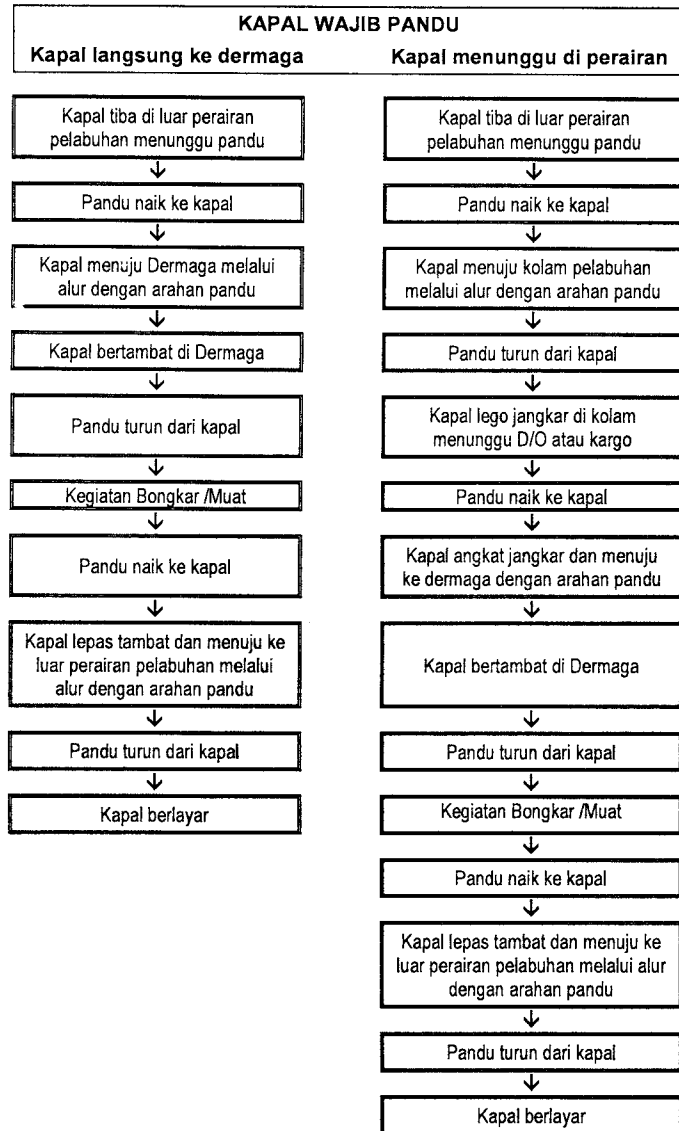 KAPAL WAJIB PANDU
Kapal langsung ke dermaga
Kapal tiba di luar perairan
pelabuhan menunggu pandu
Pandu naik ke kapal
Kapal menuju Dermaga melalui
alur dengan arahan pandu
Kapal bertambat di Dermaga
Pandu turun dari kapal
Kegiatan Bongkar /Muat
Pandu naik ke kapal
Kapal lepas tambat dan menuju ke
luar perairan pelabuhan melalui
alur dengan arahan pandu
Pandu turun dari kapal
Kapal berlayar
Kapal menunggu di perairan
Kapal tiba di luar perairan
pelabuhan menunggu pandu
Pandu naik ke kapal
Kapal menuju kolam pelabuhan
melalui alur dengan arahan pandu
Pandu turun dari kapal
Kapal lego jangkar di kolam
menunggu D/O atau kargo
Pandu naik ke kapal
Kapal angkat jangkar dan menuju
ke dermaga dengan arahan pandu
Kapal bertambat di Dermaga
Pandu turun dari kapal
Kegiatan Bongkar /Muat
Pandu naik ke kapal
Kapal lepas tambat dan menuju ke
luar perairan pelabuhan melalui alur
dengan arahan pandu
Pandu turun dari kapal
Kapal berlayar